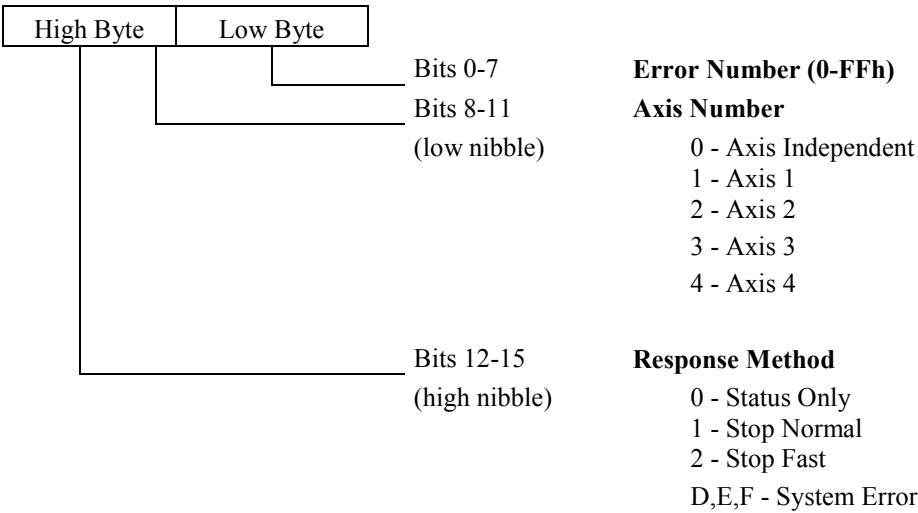 High Byte Low Byte
Bits 0-7 Error Number (0-FFh)
Bits 8-11 Axis Number
(low nibble) 0 - Axis Independent
1 - Axis 1
2 - Axis 2
3 - Axis 3
4 - Axis 4
Bits 12-15 Response Method
(high nibble) 0 - Status Only
1 - Stop Normal
2 - Stop Fast
D,E,F - System Error